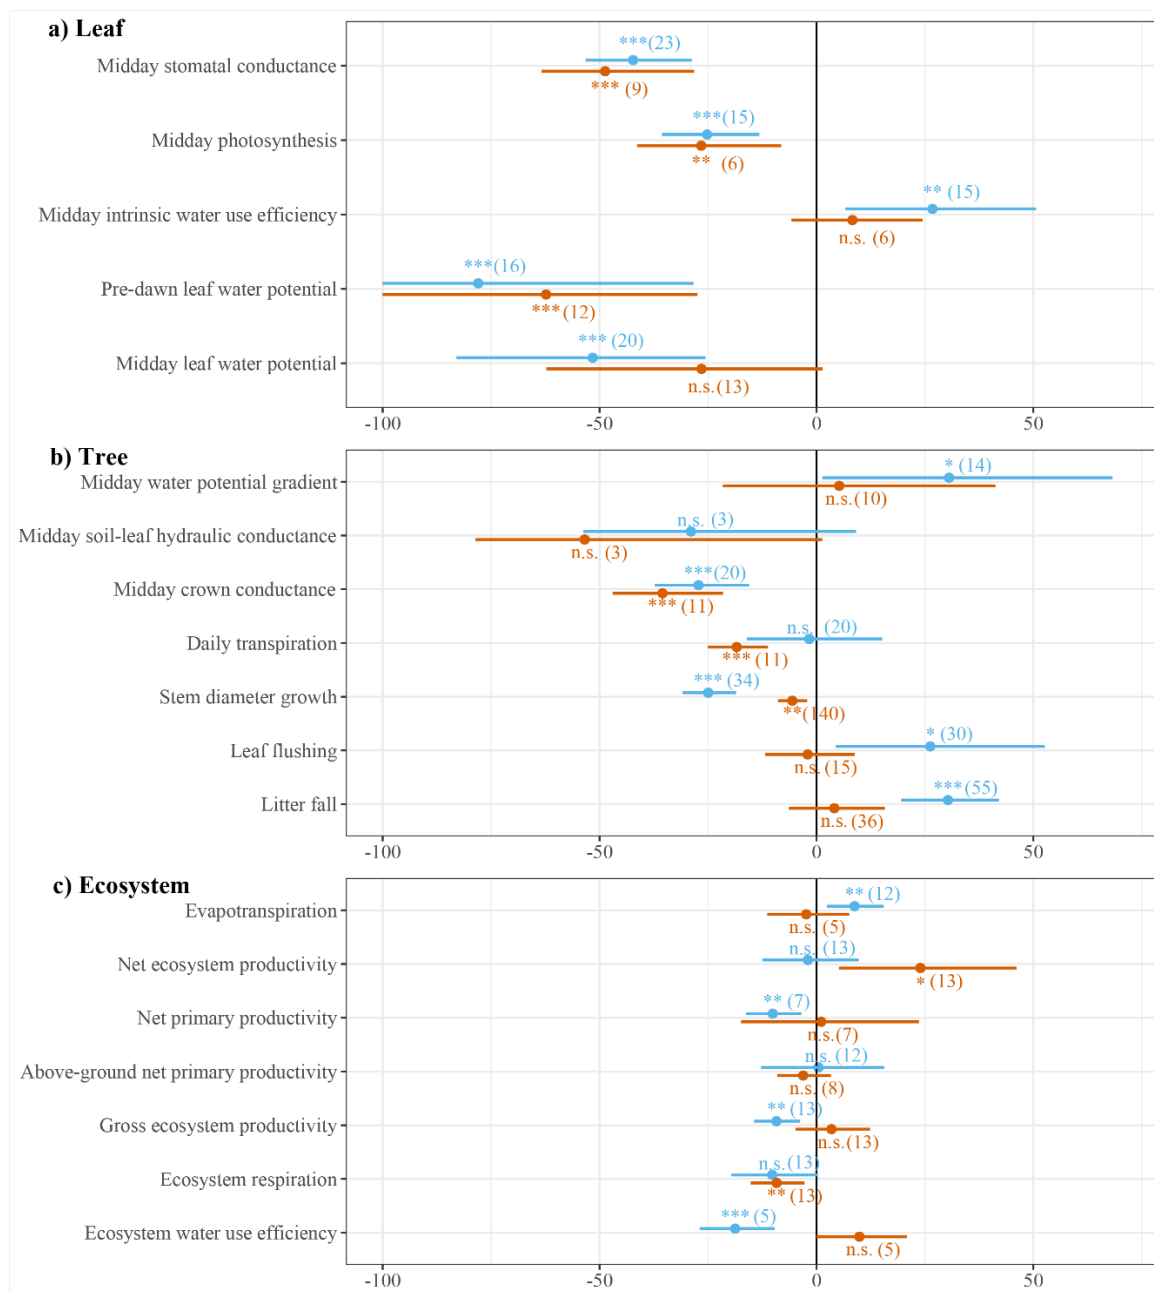 a) Leaf
Midday stomatal conductance
***(23)
*** (9)
Midday photosynthesis
***(15)
** (6)
Midday intrinsic water use efficiency
** (15)
n.s. (6)
Pre-dawn leaf water potential
***(16)
***(12)
Midday leaf water potential
*** (20)
n.s.(13)
-100 -50 0 50
b) Tree
Midday water potential gradient
* (14)
n.s.(10)
Midday soil-leaf hydraulic conductance
n.s. (3)
n.s. (3)
Midday crown conductance
***(20)
*** (11)
Daily transpiration
n.s. (20)
*** (11)
Stem diameter growth
*** (34)
**(140)
Leaf flushing
* (30)
n.s. (15)
Litter fall
***(55)
n.s. (36)
-100 -50 0 50
c) Ecosystem
Evapotranspiration
** (12)
n.s. (5)
Net ecosystem productivity
n.s. (13)
* (13)
Net primary productivity
** (7)
n.s.(7)
Above-ground net primary productivity
n.s. (12)
n.s. (8)
Gross ecosystem productivity
** (13)
n.s. (13)
Ecosystem respiration
n.s. (13)
** (13)
Ecosystem water use efficiency
*** (5)
n.s. (5)
-100 -50 0 50